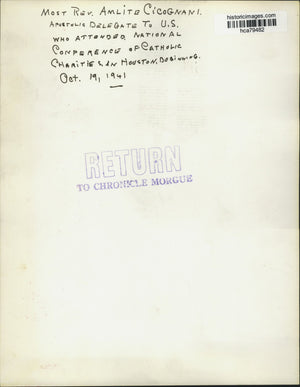 MOST REV. AMLITO CICOGNANI.
APOSTOLIC DELEGATE TO U.S.
WHO ATTENDED NATIONAL
CONFERENCE OF CATHOLIC
CHARITIES IN HOUSTON, BEGINNING.
OCT. 19, 1941
historicimages.com
hca79482
RETURN
TO CHRONICLE MORGUE